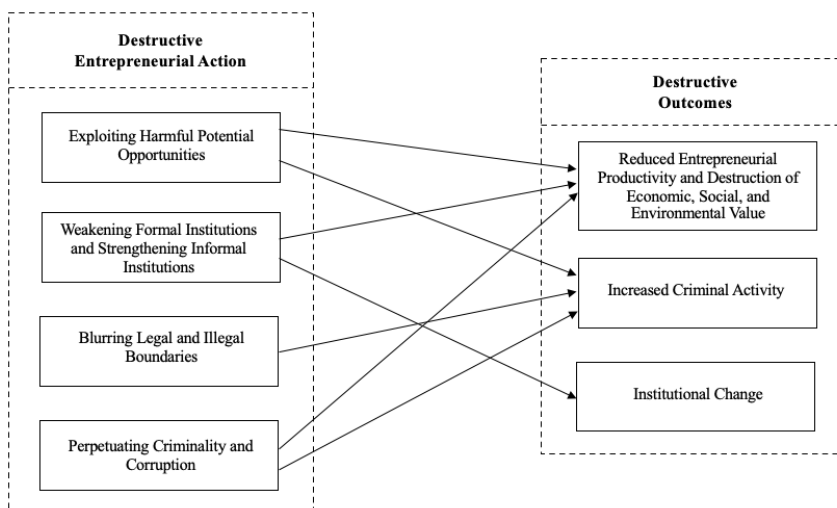 Destructive
Entrepreneurial Action
Exploiting Harmful Potential
Opportunities
Weakening Formal Institutions
and Strengthening Informal
Institutions
Blurring Legal and Illegal
Boundaries
Perpetuating Criminality and
Corruption
Destructive
Outcomes
Reduced Entrepreneurial
Productivity and Destruction of
Economic, Social, and
Environmental Value
Increased Criminal Activity
Institutional Change